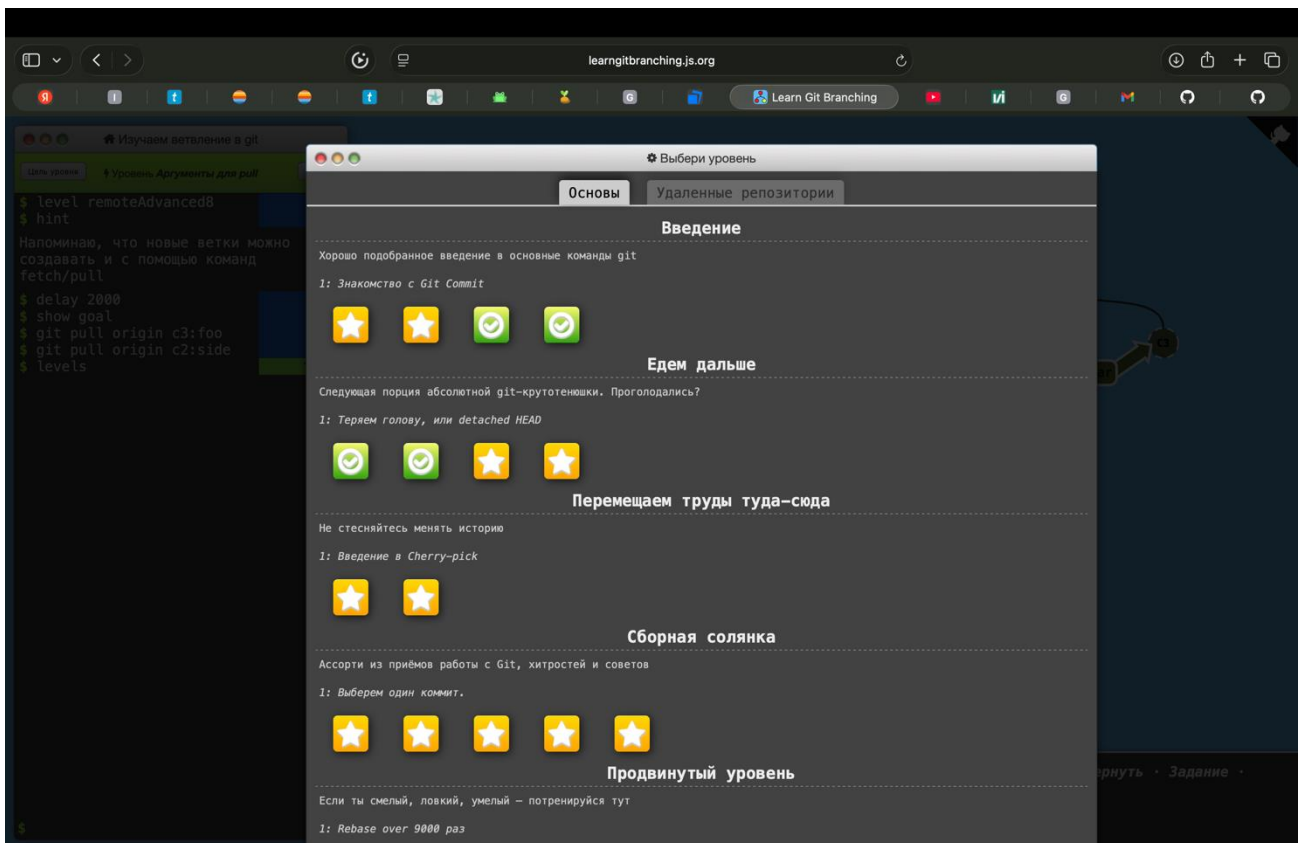 learngitbranching.js.org
Я
I
t
t
G
Learn Git Branching
vi
G
M
Изучаем ветвление в git
Цель уровня
Уровень Аргументы для pull
$ level remoteAdvanced8
$ hint
Напоминаю, что новые ветки можно
создавать и с помощью команд
fetch/pull
$ delay 2000
$ show goal
$ git pull origin c3:foo
$ git pull origin c2:side
$ levels
$
Выбери уровень
Основы
Удаленные репозитории
Введение
Хорошо подобранное введение в основные команды git
1: Знакомство с Git Commit
Едем дальше
Следующая порция абсолютной git-крутотенюшки. Проголодались?
1: Теряем голову, или detached HEAD
Перемещаем труды туда-сюда
Не стесняйтесь менять историю
1: Введение в Cherry-pick
Сборная солянка
Ассорти из приёмов работы с Git, хитростей и советов
1: Выберем один коммит.
Продвинутый уровень
Если ты смелый, ловкий, умелый — потренируйся тут
1: Rebase over 9000 раз
Задание ·